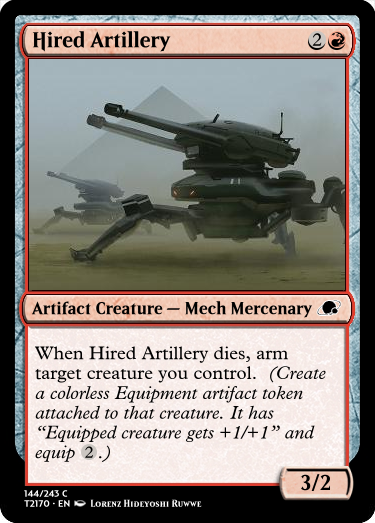 Hired Artillery 2
Artifact Creature — Mech Mercenary
When Hired Artillery dies, arm
target creature you control. (Create
a colorless Equipment artifact token
attached to that creature. It has
“Equipped creature gets +1/+1” and
equip 2.)
3/2
144/243 C
T2170 • EN Lorenz Hideyoshi Ruwwe